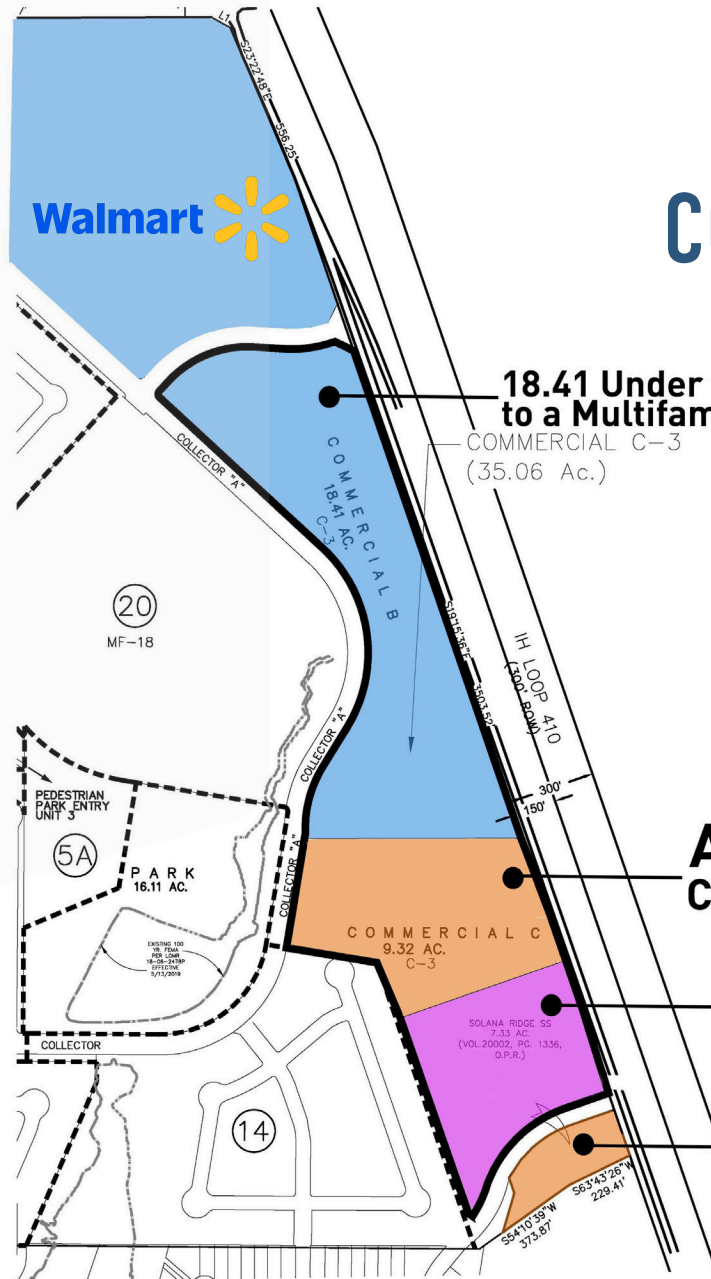 L1
S23°22'48"E
556.25'
Walmart
18.41 Under
to a Multifam
COMMERCIAL C-3
(35.06 Ac.)
COLLECTOR "A"
COMMERCIAL B
18.41 AC.
C-3
20
MF-18
S19°15'36"E
3503.52'
IH LOOP 410
(300' ROW)
300'
150'
COLLECTOR "A"
PEDESTRIAN
PARK ENTRY
UNIT 3
5A
PARK
16.11 AC.
COLLECTOR "A"
COMMERCIAL C
9.32 AC.
C-3
EXISTING 100
YR. FEMA
PER LOMR
18-06-2478P
EFFECTIVE
5/13/2019
SOLANA RIDGE SS
7.33 AC.
(VOL.20002, PG. 1336,
O.P.R.)
COLLECTOR
14
S63°43'26"W
229.41'
S54°10'39"W
373.87'